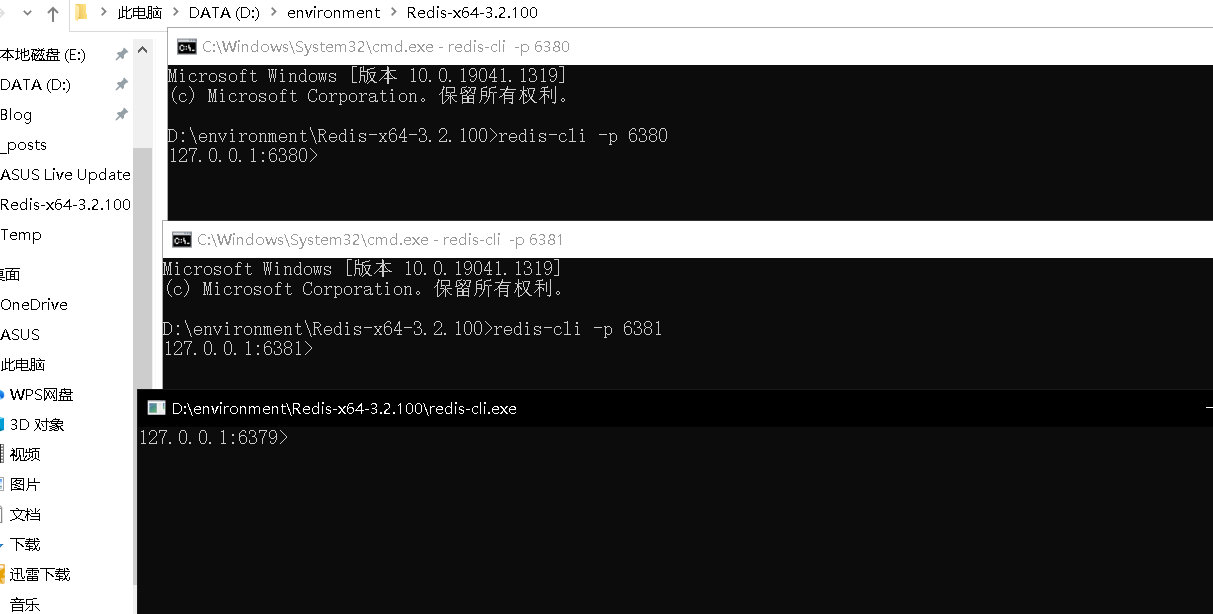 此电脑 > DATA (D:) > environment > Redis-x64-3.2.100
本地磁盘 (E:)
DATA (D:)
Blog
_posts
ASUS Live Update
Redis-x64-3.2.100
Temp
桌面
OneDrive
ASUS
此电脑
WPS网盘
3D 对象
视频
图片
文档
下载
迅雷下载
音乐
C:\Windows\System32\cmd.exe - redis-cli  -p 6380
Microsoft Windows [版本 10.0.19041.1319]
(c) Microsoft Corporation。保留所有权利。
D:\environment\Redis-x64-3.2.100>redis-cli -p 6380
127.0.0.1:6380>
C:\Windows\System32\cmd.exe - redis-cli  -p 6381
Microsoft Windows [版本 10.0.19041.1319]
(c) Microsoft Corporation。保留所有权利。
D:\environment\Redis-x64-3.2.100>redis-cli -p 6381
127.0.0.1:6381>
D:\environment\Redis-x64-3.2.100\redis-cli.exe
127.0.0.1:6379>